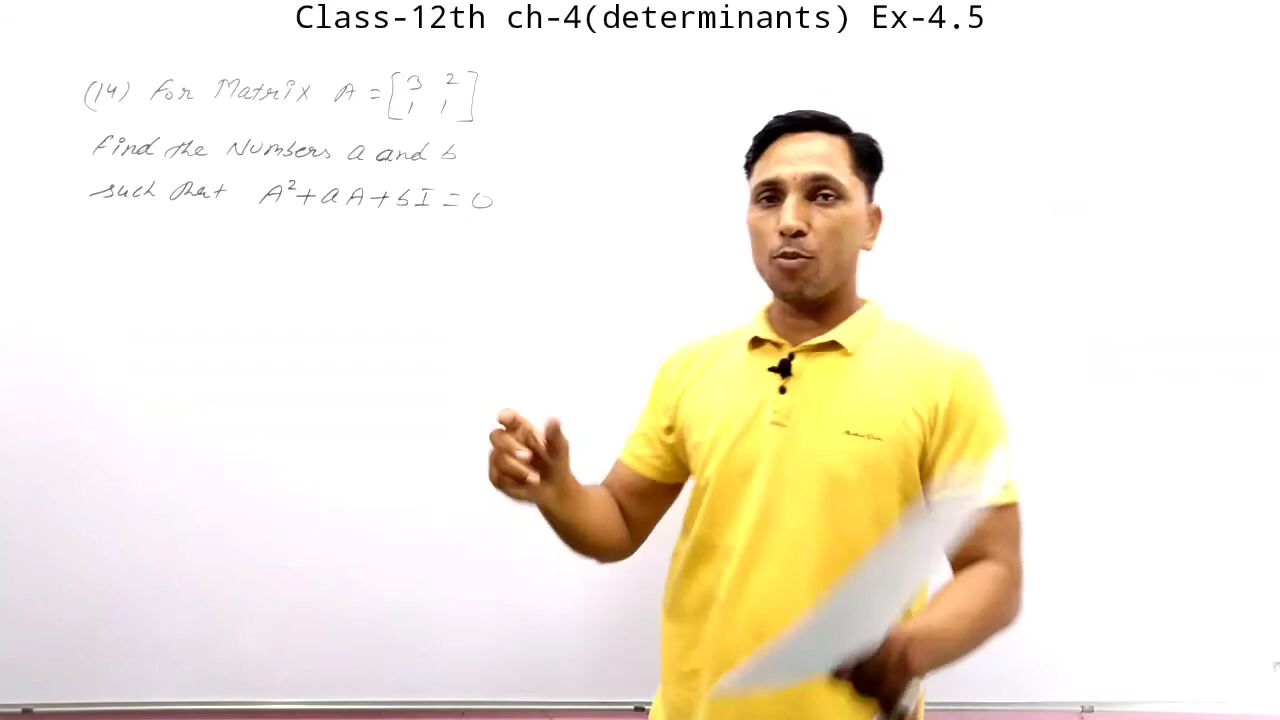 Class-12th ch-4(determinants) Ex-4.5
(14) For Matrix A = [3 2
1 1]
Find the Numbers a and b
such that A²+aA+bI=0